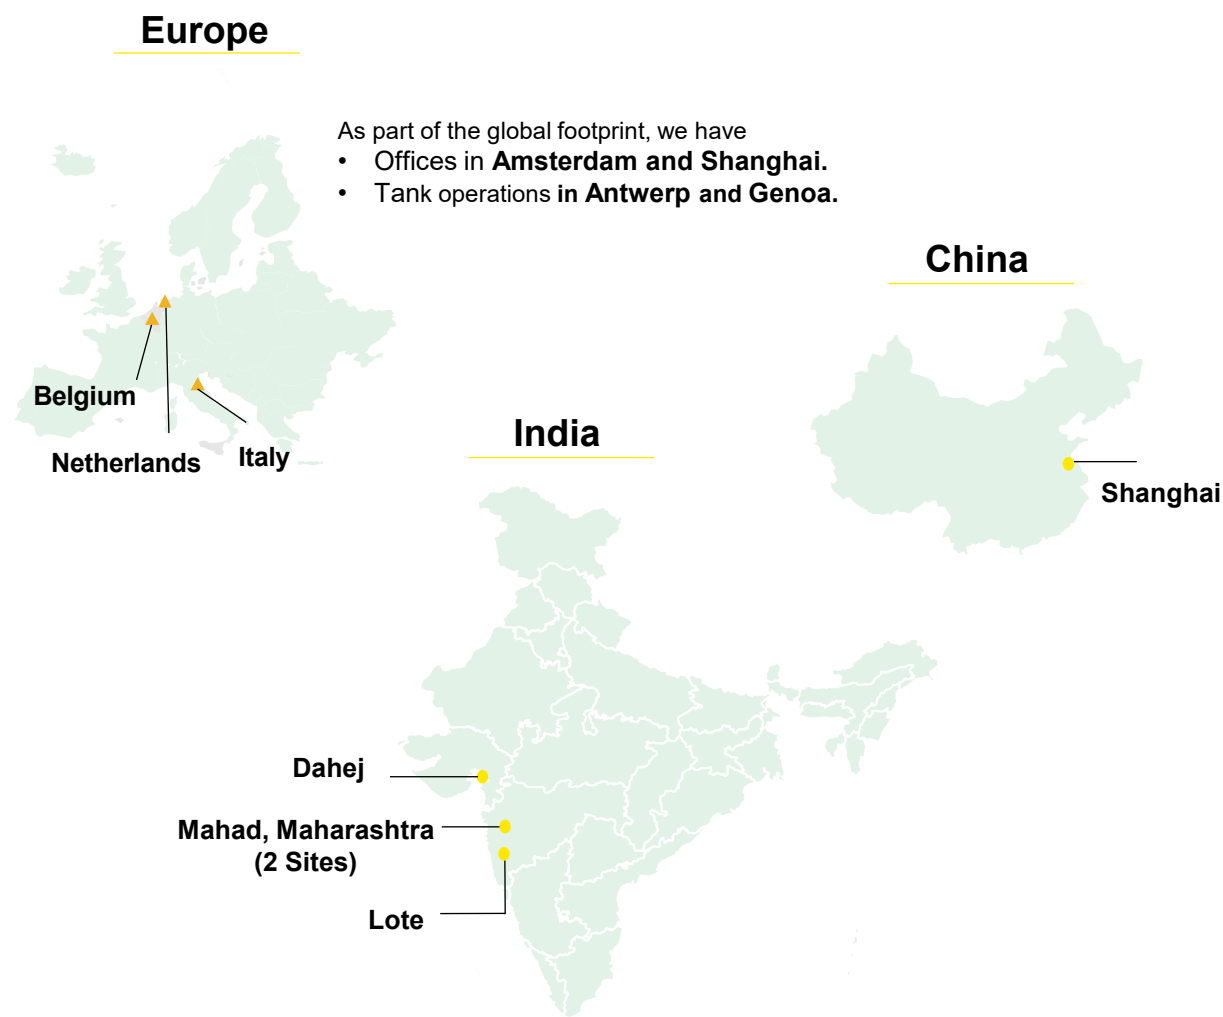 Europe
As part of the global footprint, we have
• Offices in Amsterdam and Shanghai.
• Tank operations in Antwerp and Genoa.
China
Belgium
Netherlands
Italy
India
Shanghai
Dahej
Mahad, Maharashtra
(2 Sites)
Lote